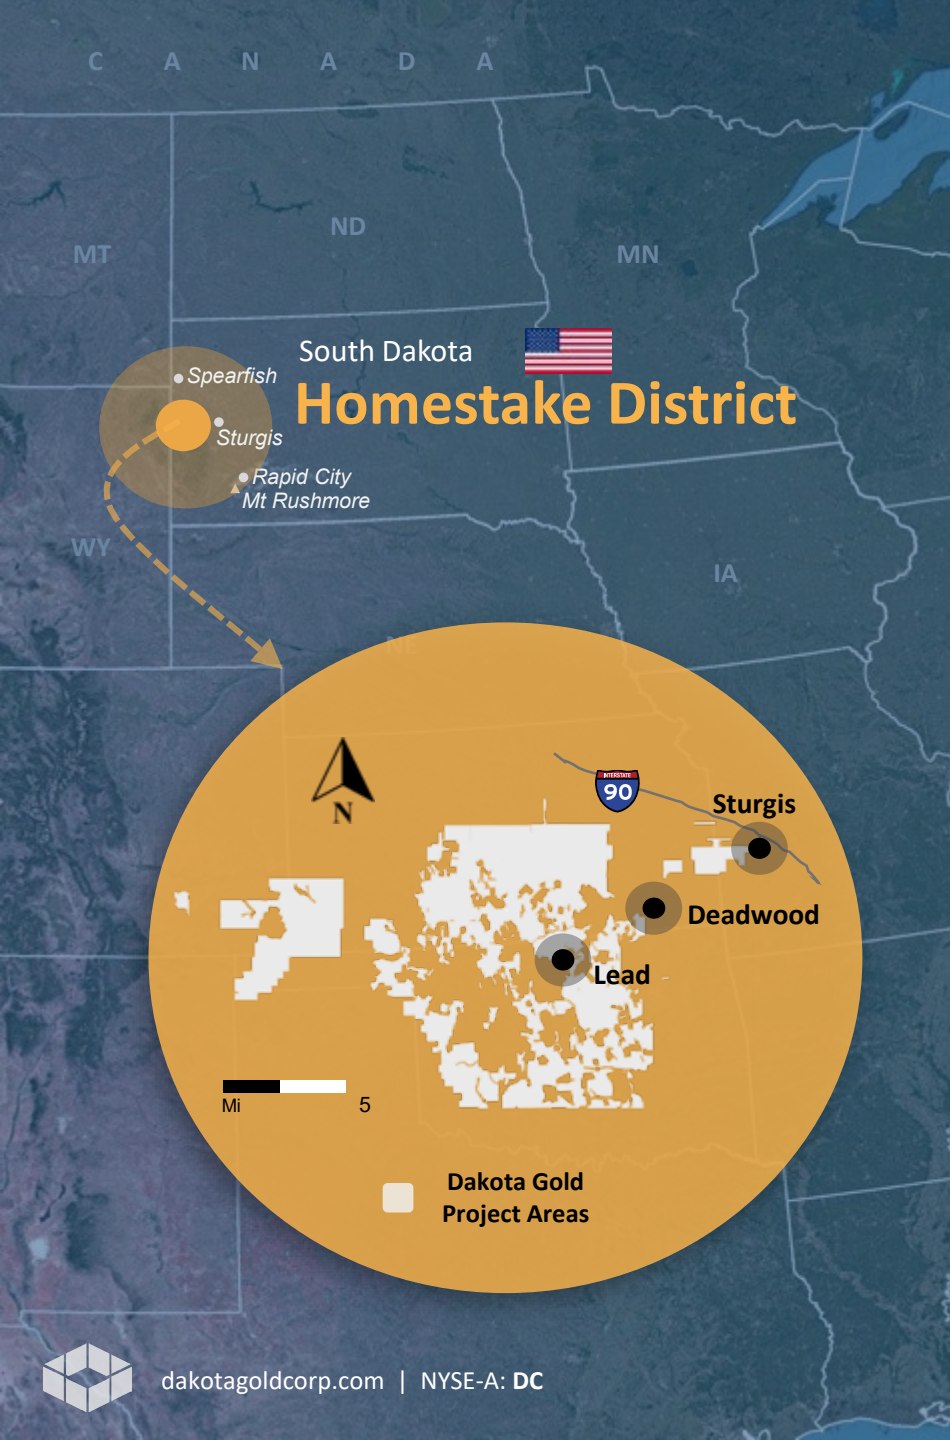 C A N A D A
ND
MT
MN
South Dakota
Spearfish
Homestake District
Sturgis
Rapid City
Mt Rushmore
WY
IA
NE
INTERSTATE
90
Sturgis
Deadwood
Lead
N
Mi 5
Dakota Gold
Project Areas
dakotagoldcorp.com | NYSE-A: DC